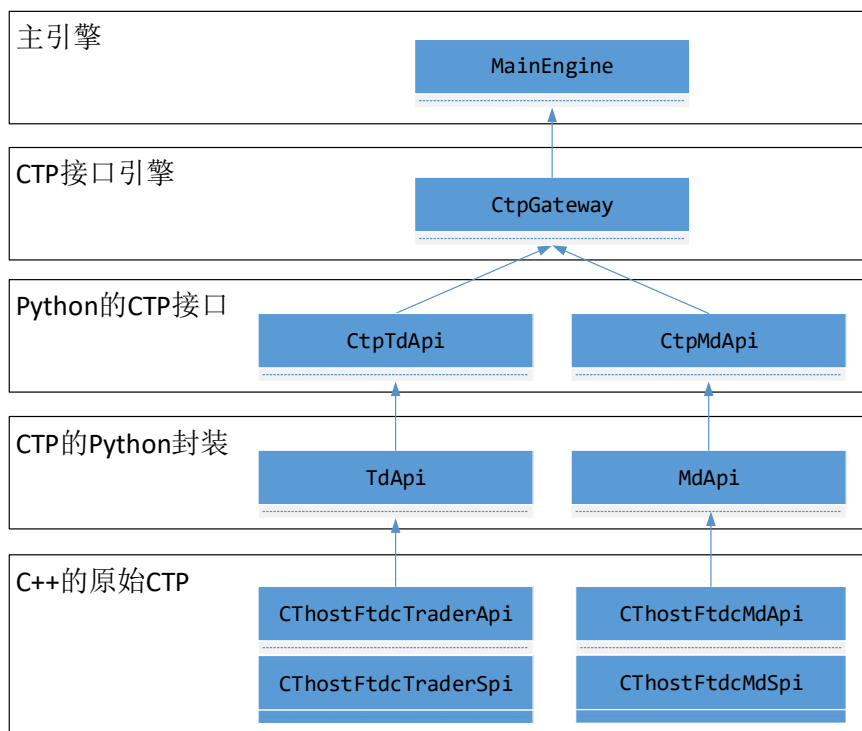 主引擎
MainEngine
CTP接口引擎
CtpGateway
Python的CTP接口
CtpTdApi
CtpMdApi
CTP的Python封装
TdApi
MdApi
C++的原始CTP
CThostFtdcTraderApi
CThostFtdcMdApi
CThostFtdcTraderSpi
CThostFtdcMdSpi